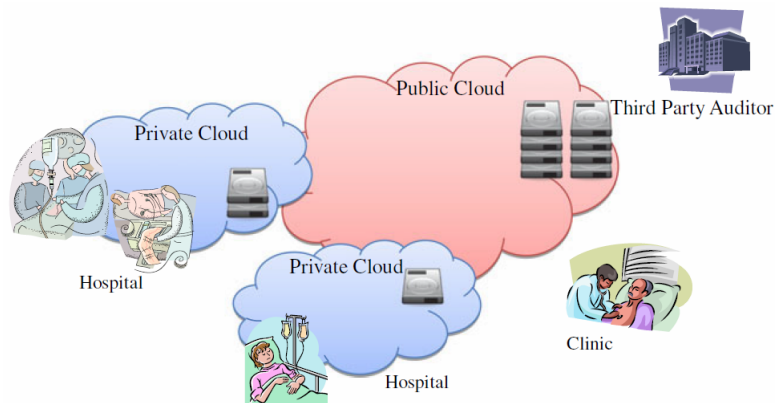 Public Cloud
Third Party Auditor
Private Cloud
Hospital
Private Cloud
Clinic
Hospital